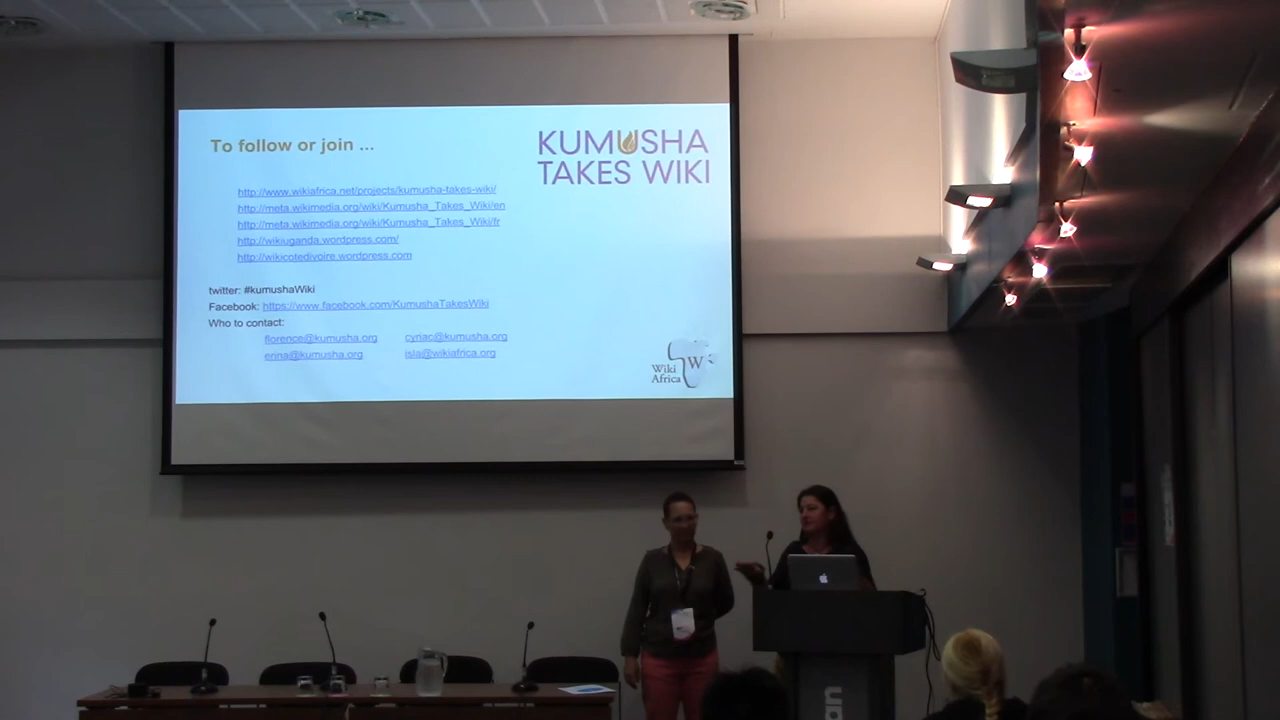 To follow or join ...
KUMUSHA
TAKES WIKI
http://www.wikiafrica.net/projects/kumusha-takes-wiki/
http://meta.wikimedia.org/wiki/Kumusha_Takes_Wiki/en
http://meta.wikimedia.org/wiki/Kumusha_Takes_Wiki/fr
http://wikiuganda.wordpress.com/
http://wikicotedivoire.wordpress.com
twitter: #kumushaWiki
Facebook: https://www.facebook.com/KumushaTakesWiki
Who to contact:
florence@kumusha.org cyriac@kumusha.org
erina@kumusha.org isla@wikiafrica.org
W
Wiki
Africa